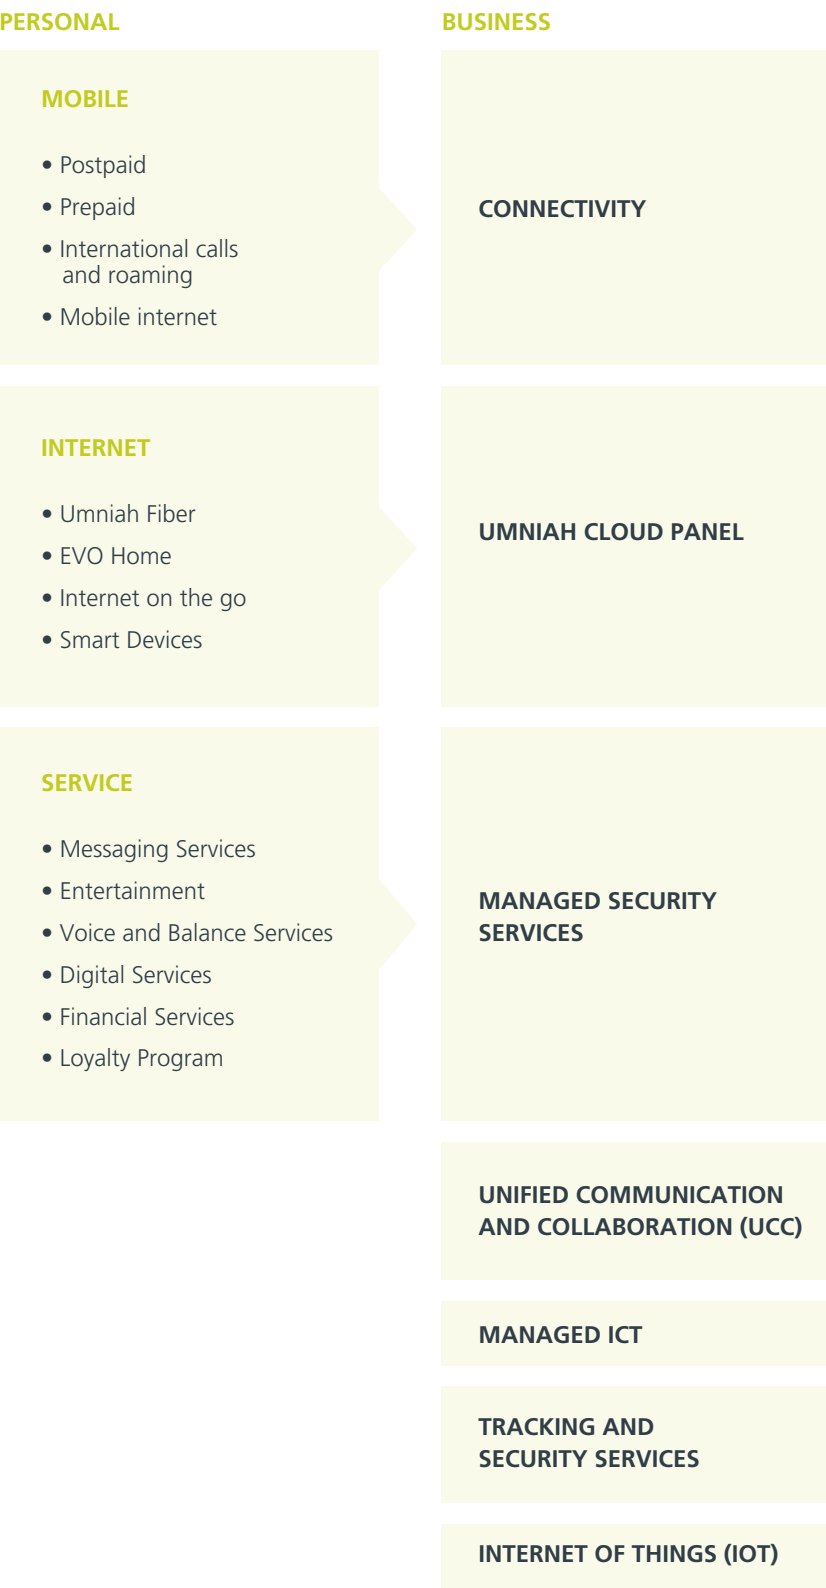 PERSONAL
MOBILE
• Postpaid
• Prepaid
• International calls
and roaming
• Mobile internet
INTERNET
• Umniah Fiber
• EVO Home
• Internet on the go
• Smart Devices
SERVICE
• Messaging Services
• Entertainment
• Voice and Balance Services
• Digital Services
• Financial Services
• Loyalty Program
BUSINESS
CONNECTIVITY
UMNIAH CLOUD PANEL
MANAGED SECURITY
SERVICES
UNIFIED COMMUNICATION
AND COLLABORATION (UCC)
MANAGED ICT
TRACKING AND
SECURITY SERVICES
INTERNET OF THINGS (IOT)